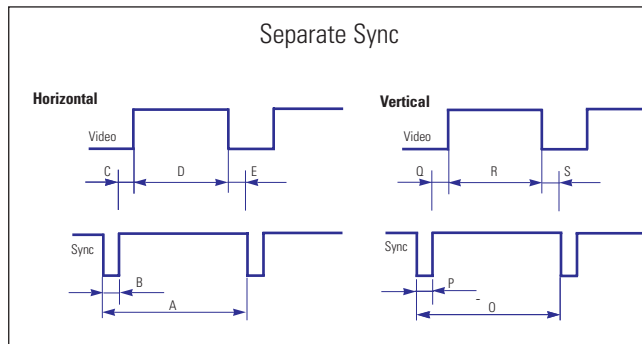 Separate Sync
Horizontal
Video
C
D
E
Sync
B
A
Vertical
Video
Q
R
S
Sync
P
O